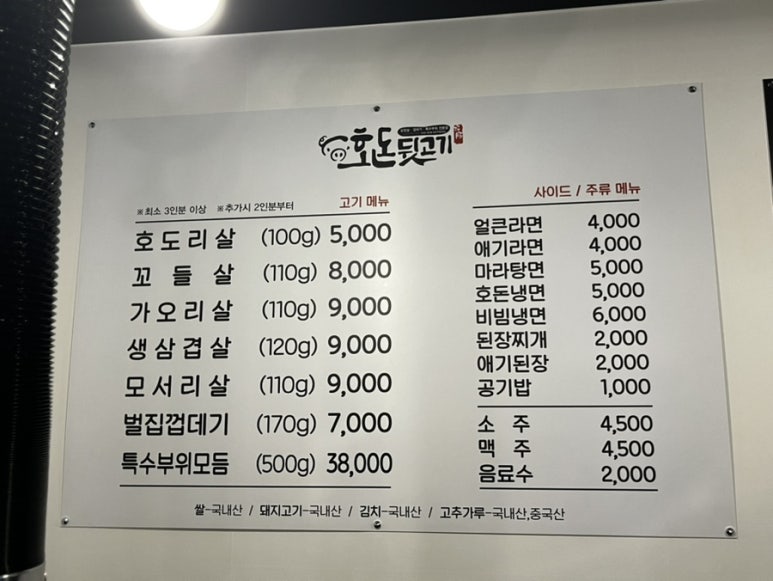 호돈뒷고기
※최소 3인분 이상 ※추가시 2인분부터 고기 메뉴
호도리살 (100g) 5,000
꼬들살 (110g) 8,000
가오리살 (110g) 9,000
생삼겹살 (120g) 9,000
모서리살 (110g) 9,000
벌집껍데기 (170g) 7,000
특수부위모듬 (500g) 38,000
사이드 / 주류 메뉴
얼큰라면 4,000
애기라면 4,000
마라탕면 5,000
호돈냉면 5,000
비빔냉면 6,000
된장찌개 2,000
애기된장 2,000
공기밥 1,000
소 주 4,500
맥 주 4,500
음료수 2,000
쌀-국내산 / 돼지고기-국내산 / 김치-국내산 / 고추가루-국내산,중국산